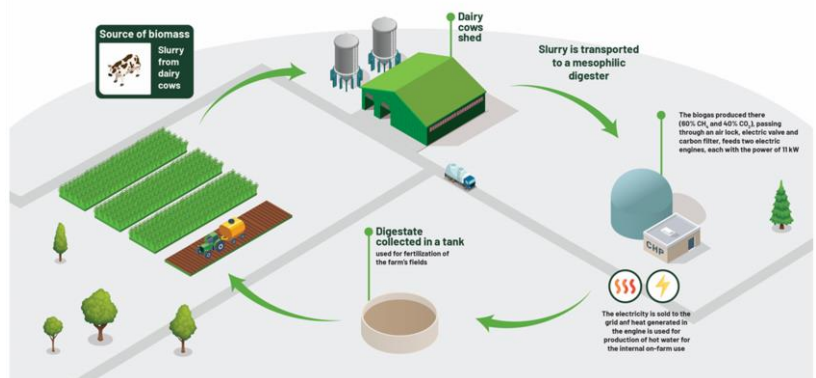 Source of biomass
Slurry
from
dairy
cows
Dairy
cows
shed
Slurry is transported
to a mesophilic
digester
The biogas produced there
(60% CH4 and 40% CO2), passing
through an air lock, electric valve and
carbon filter, feeds two electric
engines, each with the power of 11 kW
CHP
Digestate
collected in a tank
used for fertilization of
the farm's fields
The electricity is sold to the
grid anf heat generated in
the engine is used for
production of hot water for
the internal on-farm use